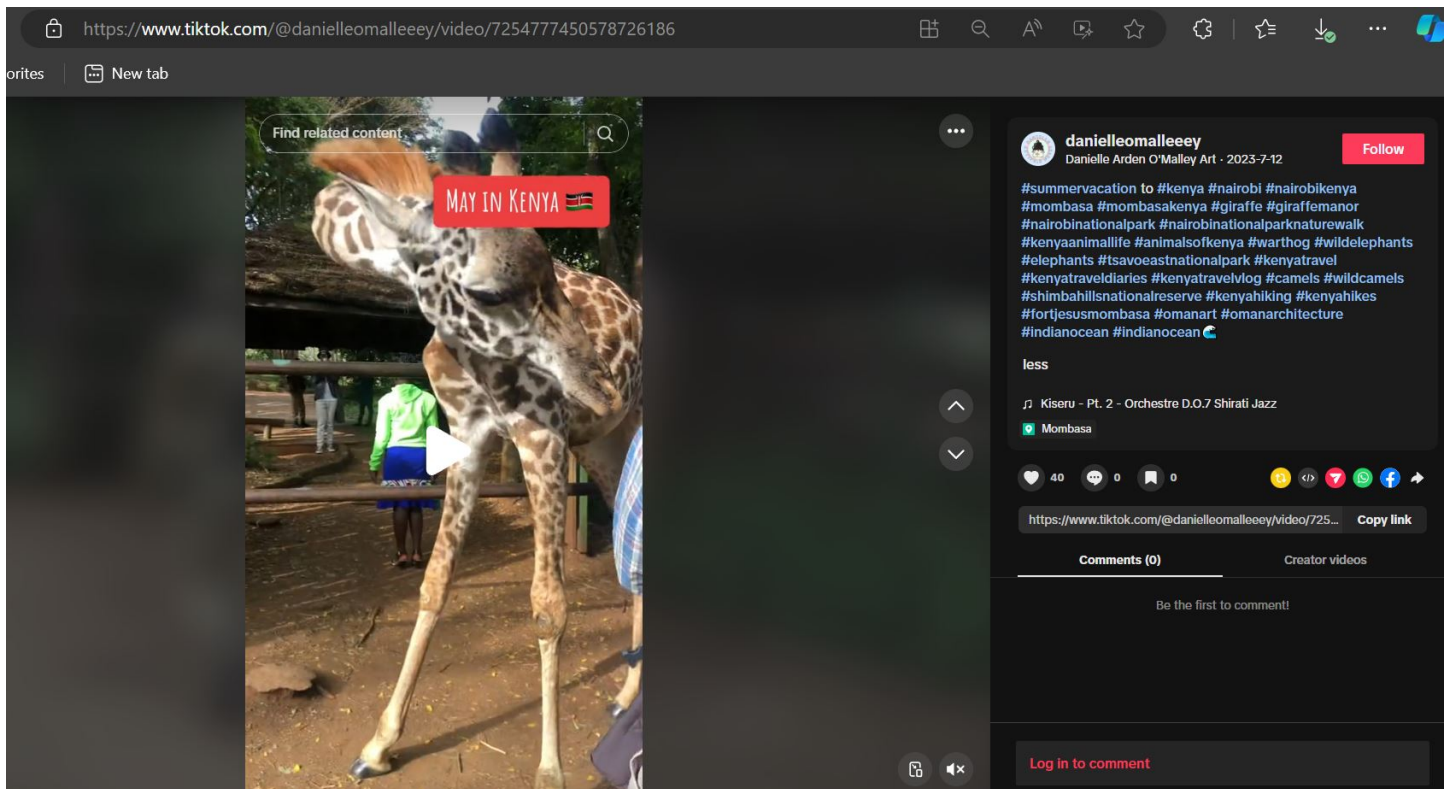 https://www.tiktok.com/@danielleomalleeey/video/7254777450578726186
orites
New tab
Find related content
MAY IN KENYA
danielleomalleeey
Danielle Arden O'Malley Art · 2023-7-12
Follow
#summervacation to #kenya #nairobi #nairobikenya
#mombasa #mombasakenya #giraffe #giraffemanor
#nairobinationalpark #nairobinationalparknaturewalk
#kenyaanimallife #animalsofkenya #warthog #wildelephants
#elephants #tsavoeastnationalpark #kenyatravel
#kenyatraveldiaries #kenyatravelvlog #camels #wildcamels
#shimbahillsnationalreserve #kenyahiking #kenyahikes
#fortjesusmombasa #omanart #omanarchitecture
#indianocean #indianocean🌊
less
Kiseru - Pt. 2 - Orchestre D.O.7 Shirati Jazz
Mombasa
40
0
0
https://www.tiktok.com/@danielleomalleeey/video/725...
Copy link
Comments (0)
Creator videos
Be the first to comment!
Log in to comment